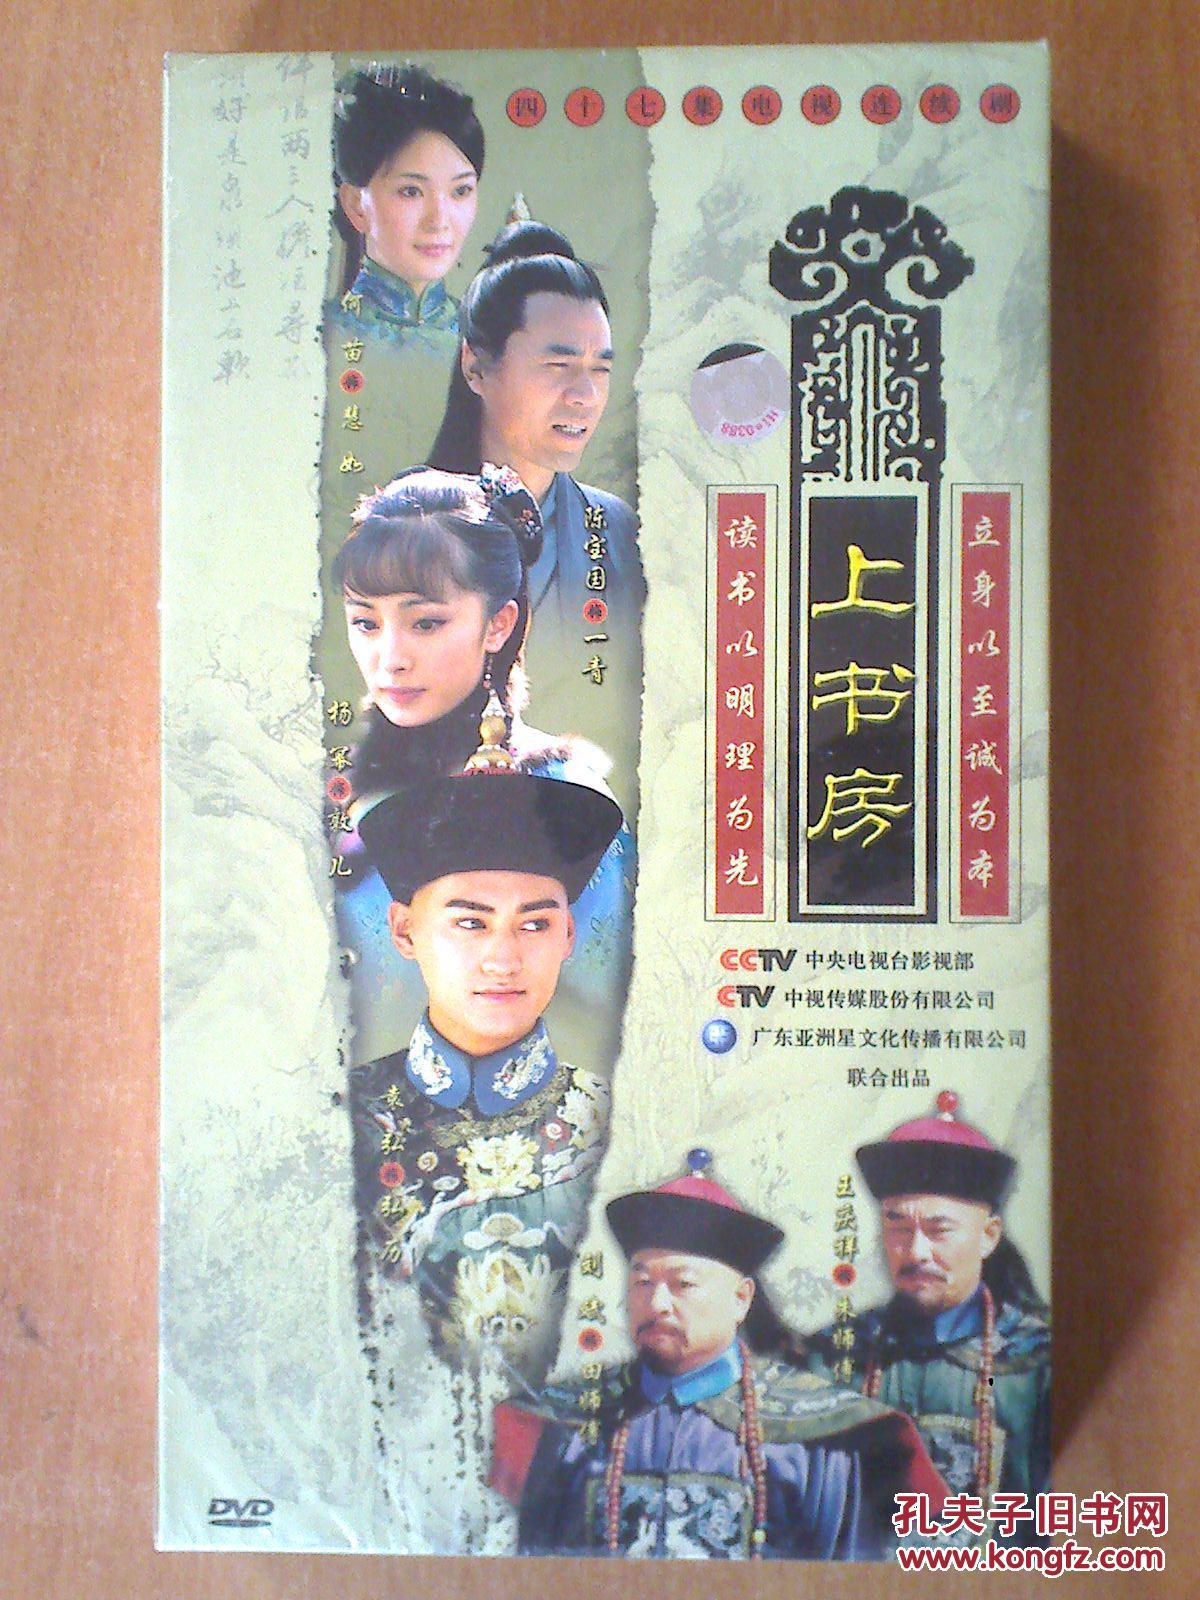 四十七集电视连续剧
何苗饰慧如
陈宝国饰一青
杨幂饰敦儿
袁弘饰弘历
刘斌饰田师傅
王庆祥饰朱师傅
立身以至诚为本
上书房
读书以明理为先
CCTV 中央电视台影视部
CTV 中视传媒股份有限公司
广东亚洲星文化传播有限公司
联合出品
DVD
孔夫子旧书网
www.kongfz.com